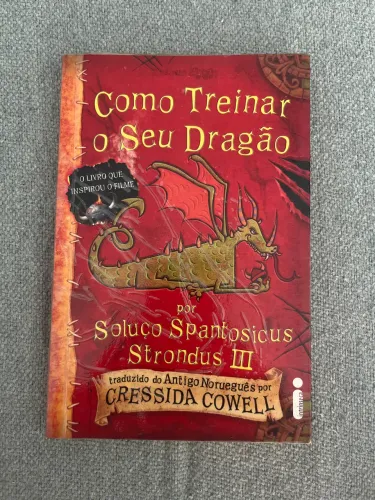 Como Treinar
o Seu Dragão
O LIVRO QUE
INSPIROU O FILME
por
Soluço Spantosicus
Strondus III
traduzido do Antigo Norueguês por
CRESSIDA COWELL
intrínseca